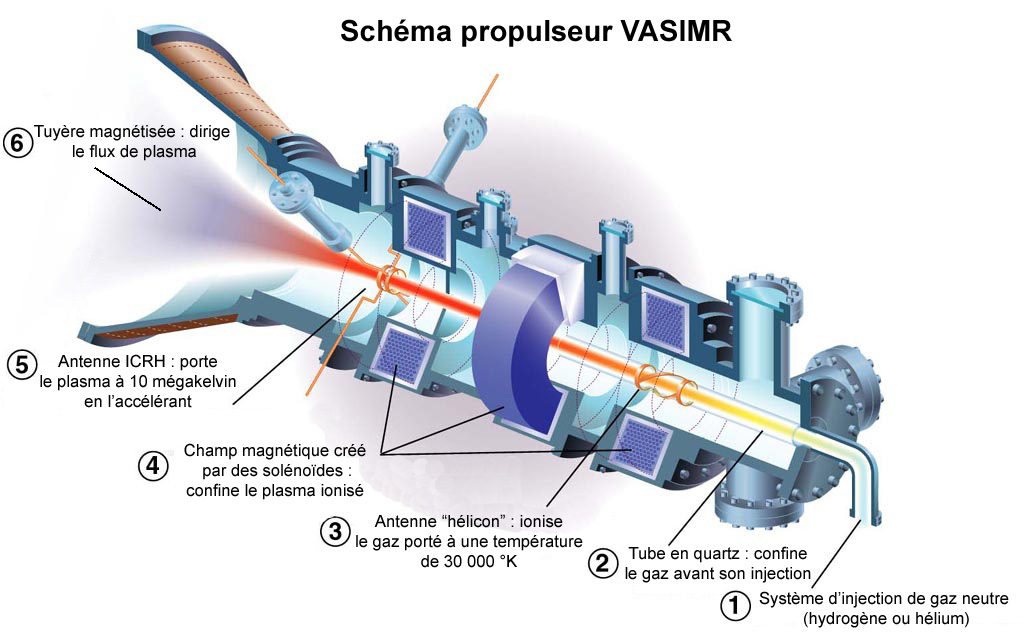 Schéma propulseur VASIMR
6
Tuyère magnétisée : dirige
le flux de plasma
5
Antenne ICRH : porte
le plasma à 10 mégakelvin
en l’accélérant
4
Champ magnétique créé
par des solénoïdes :
confine le plasma ionisé
3
Antenne “hélicon” : ionise
le gaz porté à une température
de 30 000 °K
2
Tube en quartz : confine
le gaz avant son injection
1
Système d’injection de gaz neutre
(hydrogène ou hélium)